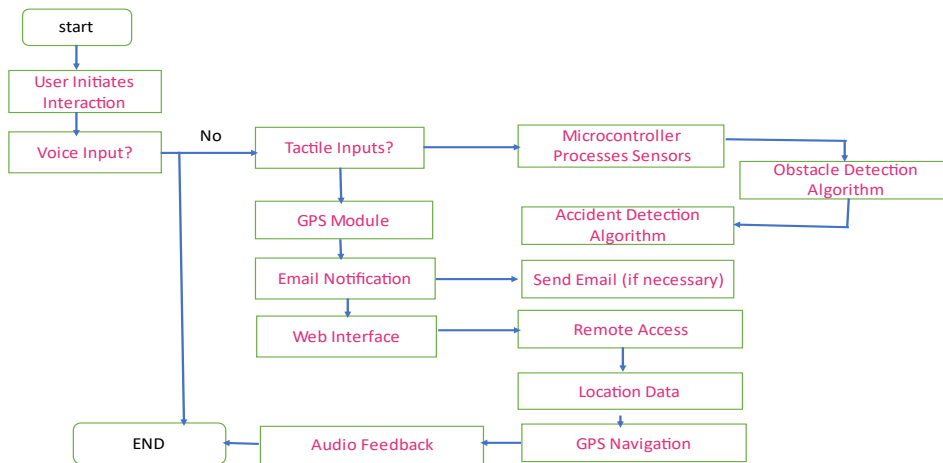 start
User Initiates
Interaction
Voice Input?
No
Tactile Inputs?
Microcontroller
Processes Sensors
Obstacle Detection
Algorithm
GPS Module
Accident Detection
Algorithm
Email Notification
Send Email (if necessary)
Web Interface
Remote Access
Location Data
END
Audio Feedback
GPS Navigation